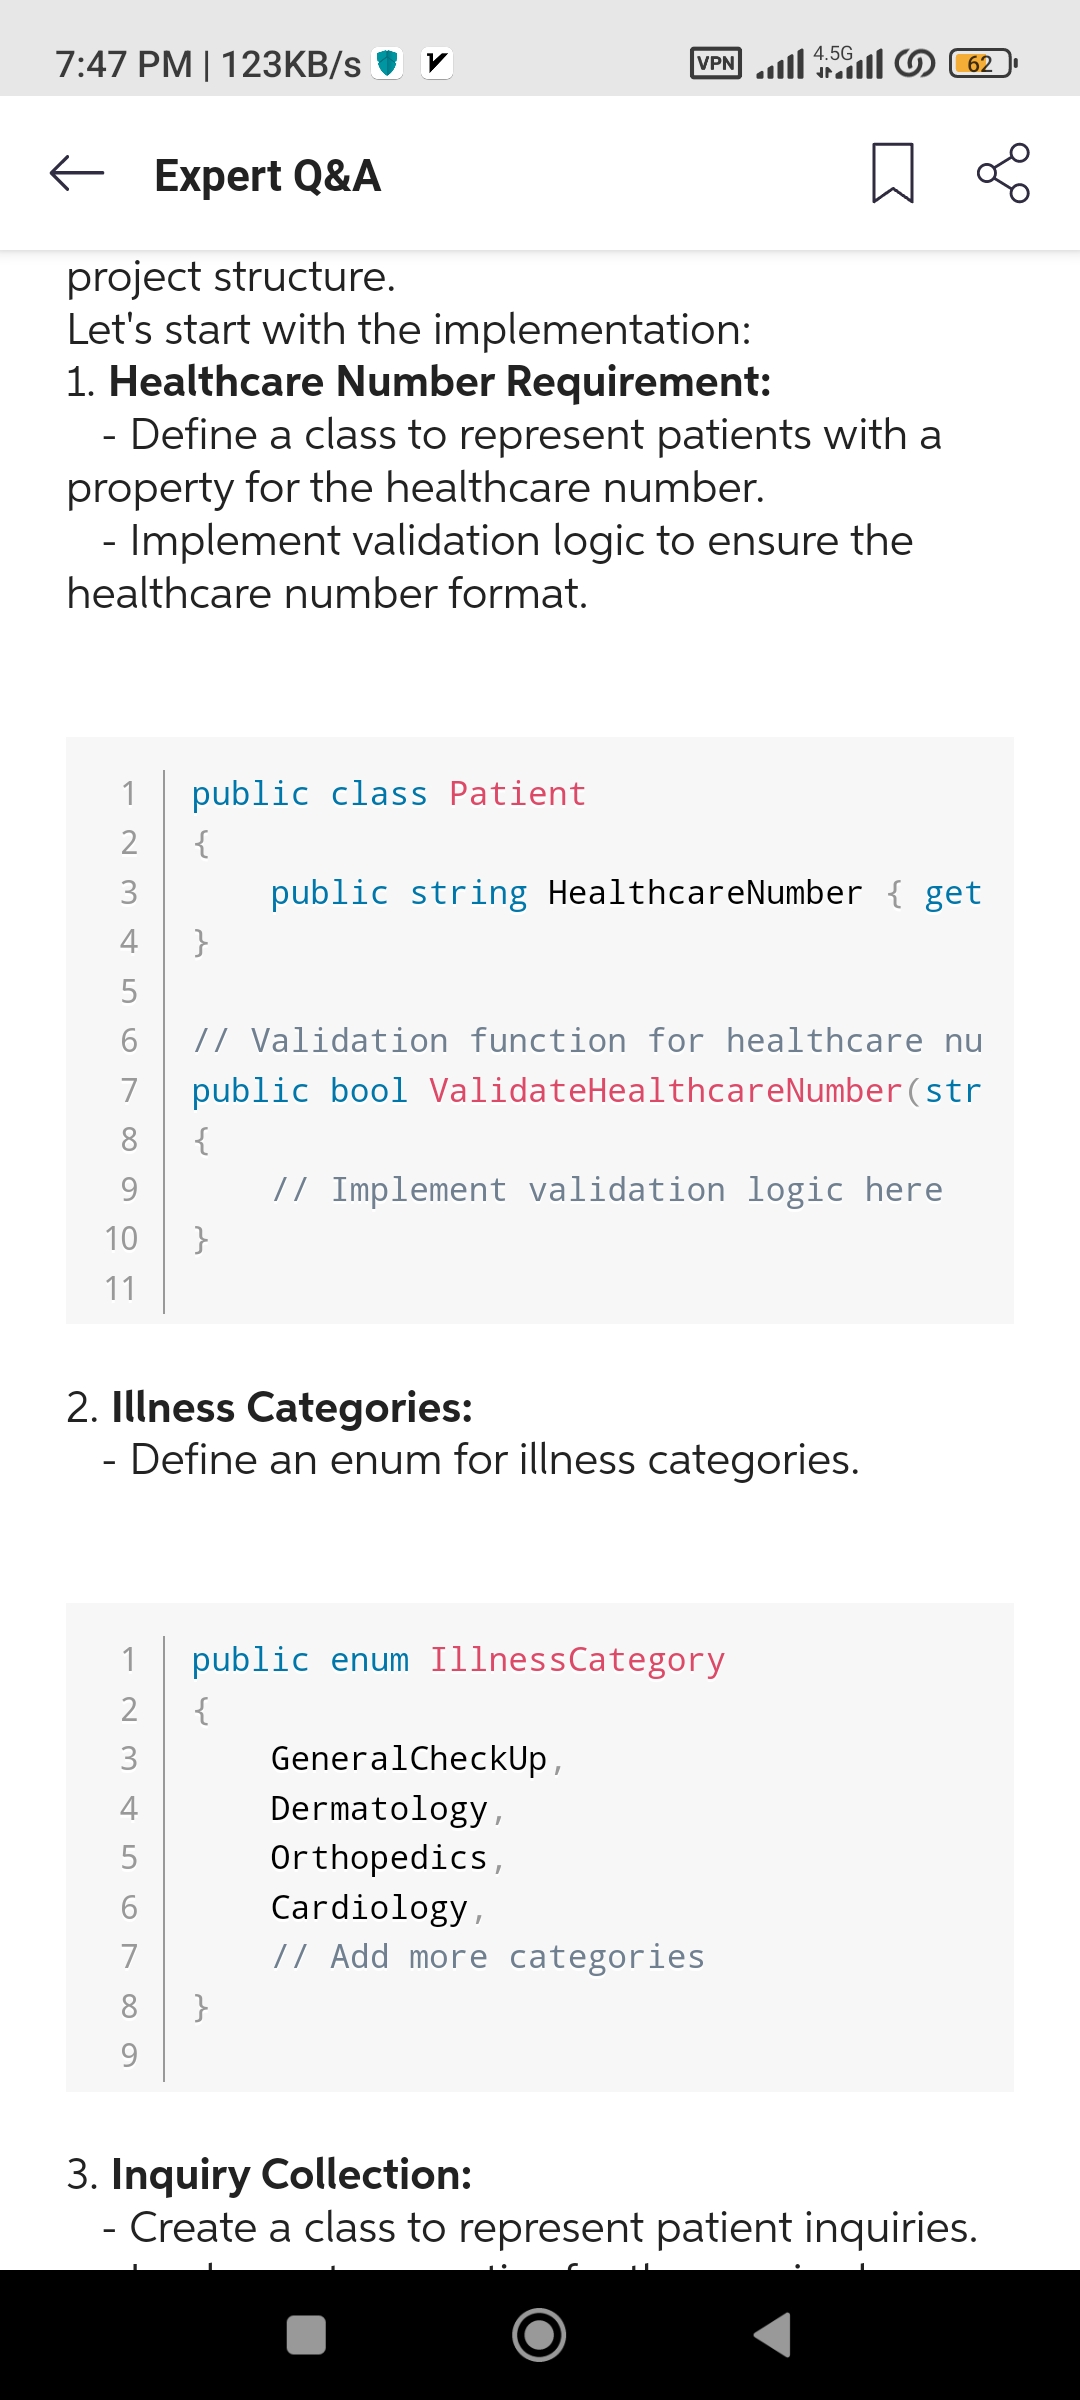 7:47 PM | 123KB/s
VPN 4.5G 62
Expert Q&A
project structure.
Let's start with the implementation:
1. Healthcare Number Requirement:
- Define a class to represent patients with a
property for the healthcare number.
- Implement validation logic to ensure the
healthcare number format.
1 public class Patient
2 {
3 public string HealthcareNumber { get
4 }
5
6 // Validation function for healthcare nu
7 public bool ValidateHealthcareNumber(str
8 {
9 // Implement validation logic here
10 }
11
2. Illness Categories:
- Define an enum for illness categories.
1 public enum IllnessCategory
2 {
3 GeneralCheckUp,
4 Dermatology,
5 Orthopedics,
6 Cardiology,
7 // Add more categories
8 }
9
3. Inquiry Collection:
- Create a class to represent patient inquiries.